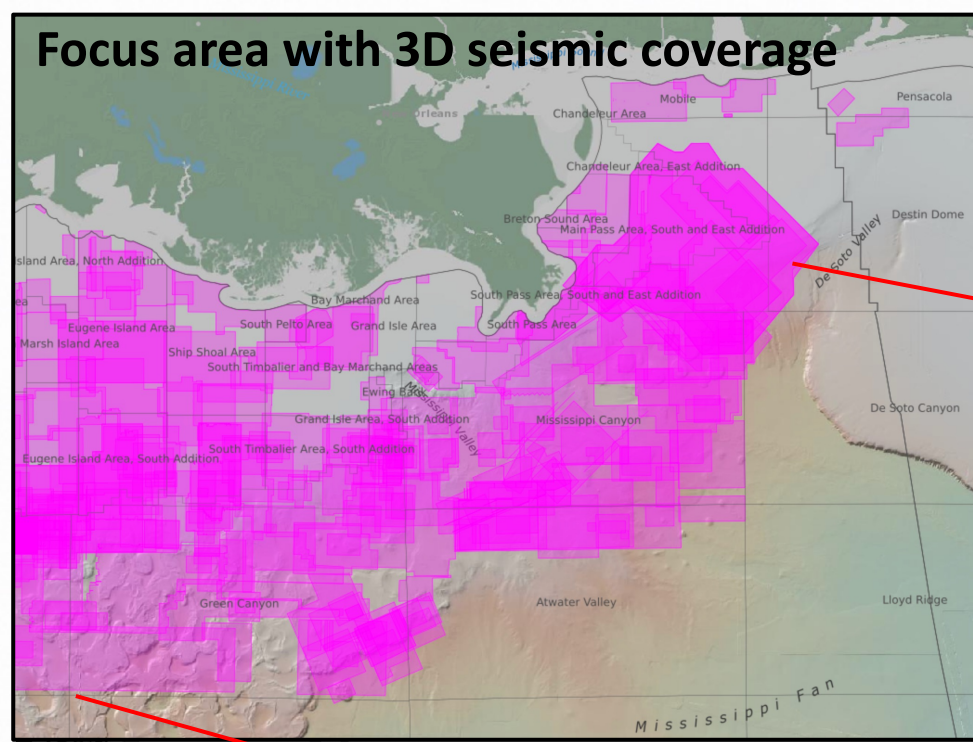 Focus area with 3D seismic coverage
Mobile
Pensacola
Chandeleur Area
Orleans
Chandeleur Area, East Addition
Breton Sound Area
Destin Dome
Main Pass Area, South and East Addition
De Soto Valley
sland Area, North Addition
South Pass Area, South and East Addition
Bay Marchand Area
ea
Eugene Island Area
South Pelto Area
Grand Isle Area
South Pass Area
Marsh Island Area
Ship Shoal Area
South Timbalier and Bay Marchand Areas
Ewing Ba
Mississippi Valley
De Soto Canyon
Grand Isle Area, South Addition
Mississippi Canyon
South Timbalier Area, South Addition
Eugene Island Area, South Addition
Green Canyon
Atwater Valley
Lloyd Ridge
Mississippi Fan